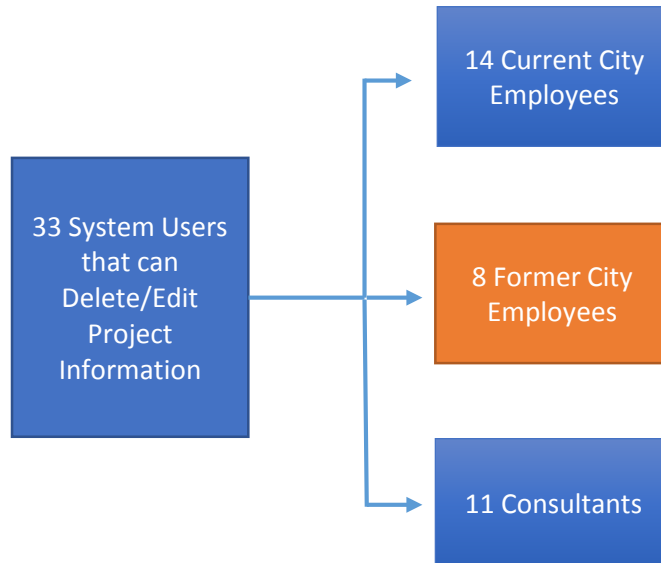 33 System Users
that can
Delete/Edit
Project
Information
14 Current City
Employees
8 Former City
Employees
11 Consultants